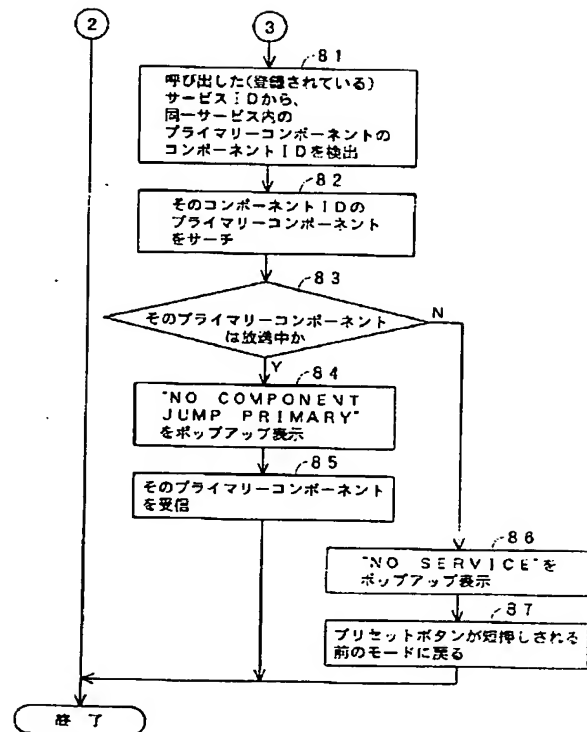 2
3
81
呼び出した(登録されている)
サービスIDから、
同一サービス内の
プライマリーコンポーネントの
コンポーネントIDを検出
82
そのコンポーネントIDの
プライマリーコンポーネント
をサーチ
83
そのプライマリーコンポーネント
は放送中か
N
Y
84
"NO COMPONENT
JUMP PRIMARY"
をポップアップ表示
85
そのプライマリーコンポーネント
を受信
86
"NO SERVICE"を
ポップアップ表示
87
プリセットボタンが短押しされる
前のモードに戻る
終了